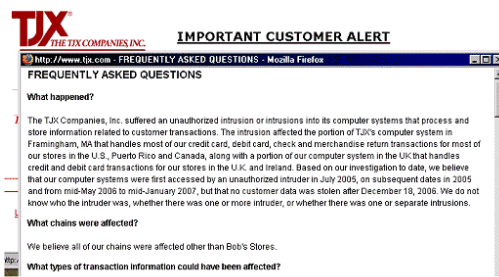 TJX
THE TJX COMPANIES, INC.
IMPORTANT CUSTOMER ALERT
http://www.tjx.com - FREQUENTLY ASKED QUESTIONS - Mozilla Firefox
FREQUENTLY ASKED QUESTIONS
What happened?
The TJX Companies, Inc. suffered an unauthorized intrusion or intrusions into its computer systems that process and
store information related to customer transactions. The intrusion affected the portion of TJX's computer system in
Framingham, MA that handles most of our credit card, debit card, check and merchandise return transactions for most of
our stores in the U.S., Puerto Rico and Canada, along with a portion of our computer system in the UK that handles
credit and debit card transactions for our stores in the U.K. and Ireland. Based on our investigation to date, we believe
that our computer systems were first accessed by an unauthorized intruder in July 2005, on subsequent dates in 2005
and from mid-May 2006 to mid-January 2007, but that no customer data was stolen after December 18, 2006. We do not
know who the intruder was, whether there was one or more intruder, or whether there was one or separate intrusions.
What chains were affected?
We believe all of our chains were affected other than Bob's Stores.
What types of transaction information could have been affected?
http:/